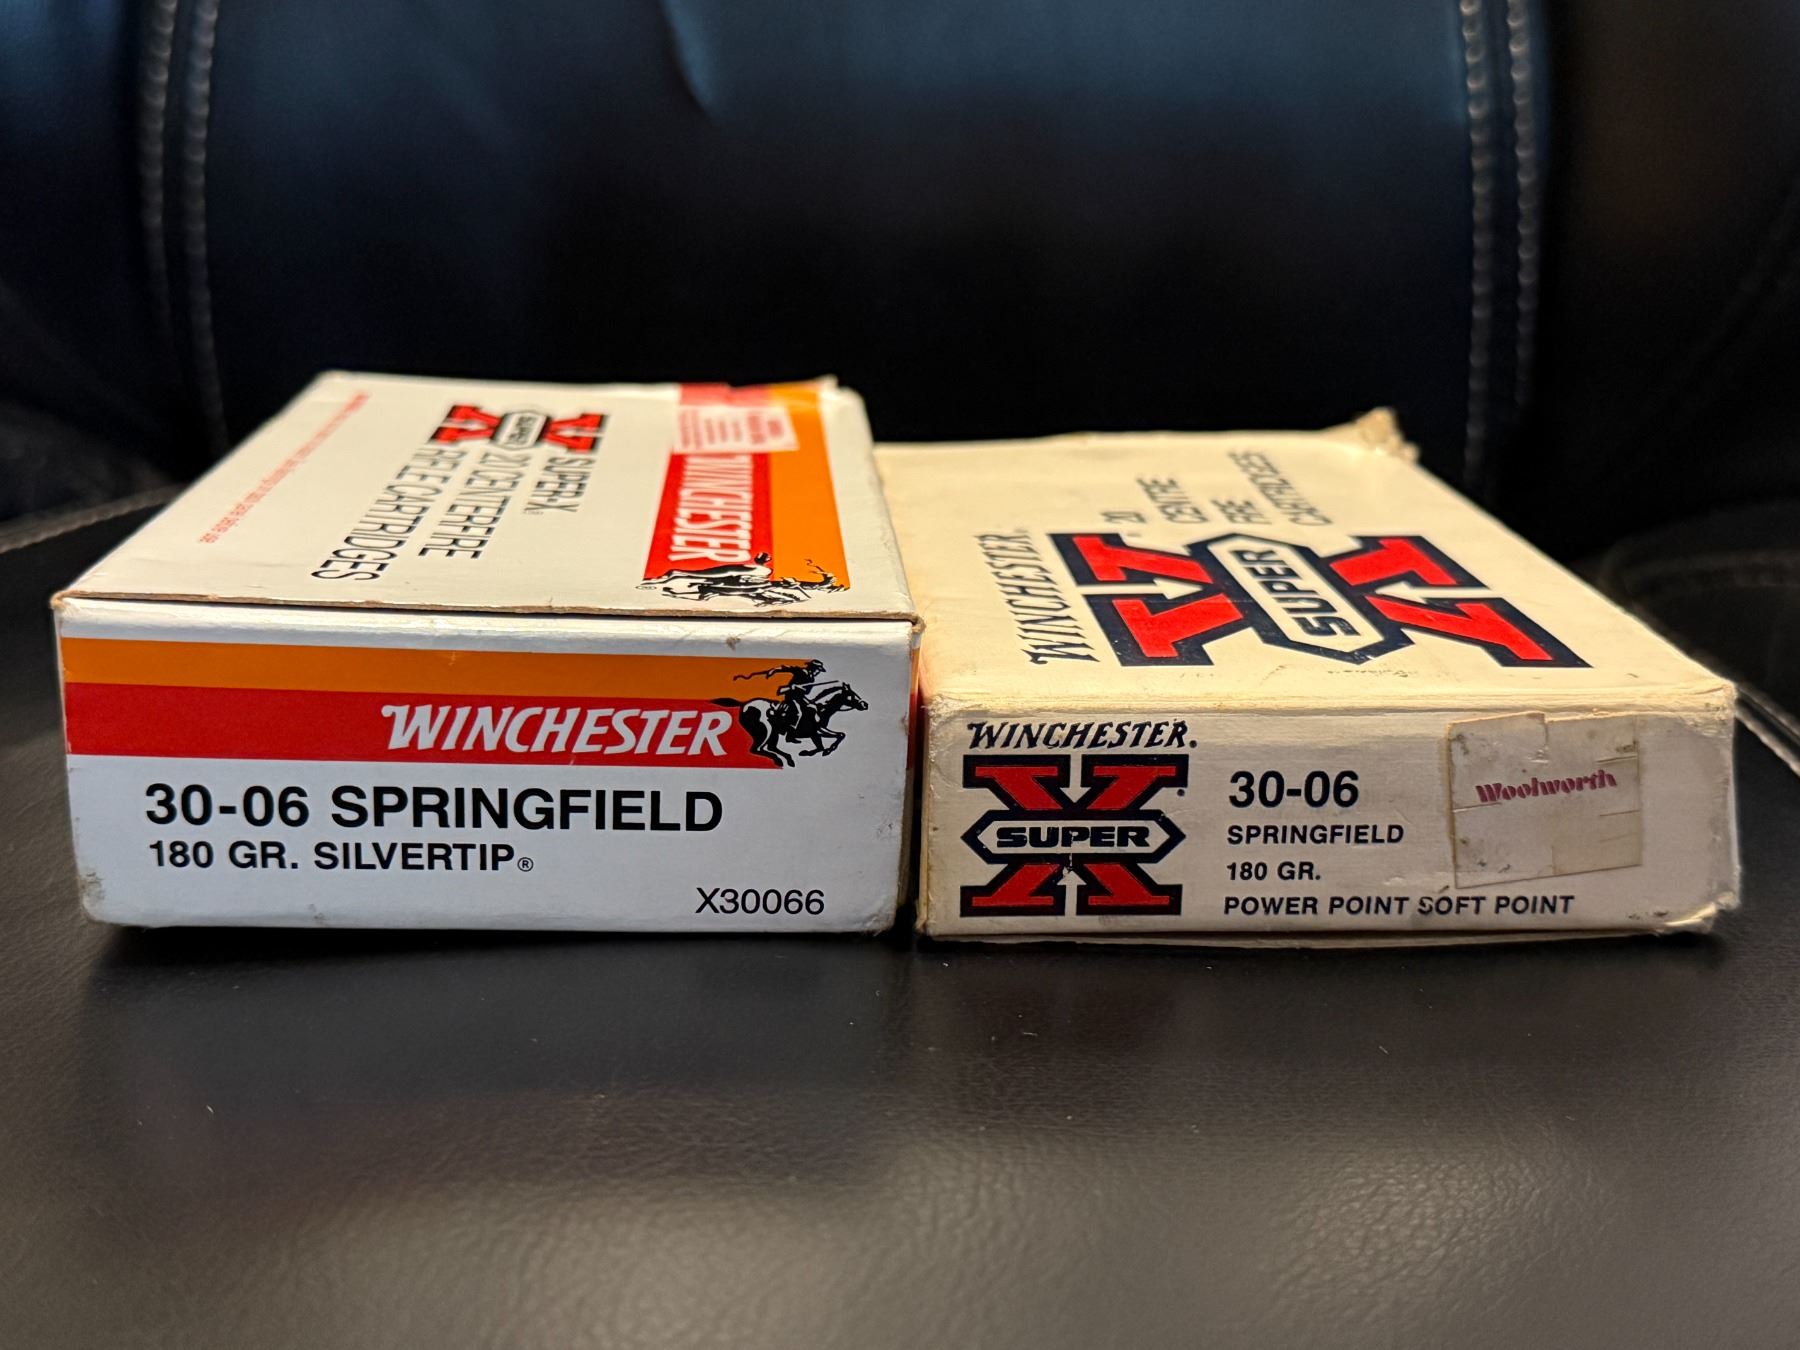 SUPER
SUPER-X®
20 CENTERFIRE
RIFLE CARTRIDGES
WINCHESTER
®
WINCHESTER
30-06 SPRINGFIELD
180 GR. SILVERTIP®
X30066
WINCHESTER.
SUPER
20
CENTRE
FIRE
CARTRIDGES
WINCHESTER.
SUPER
30-06
SPRINGFIELD
180 GR.
POWER POINT SOFT POINT
Woolworth